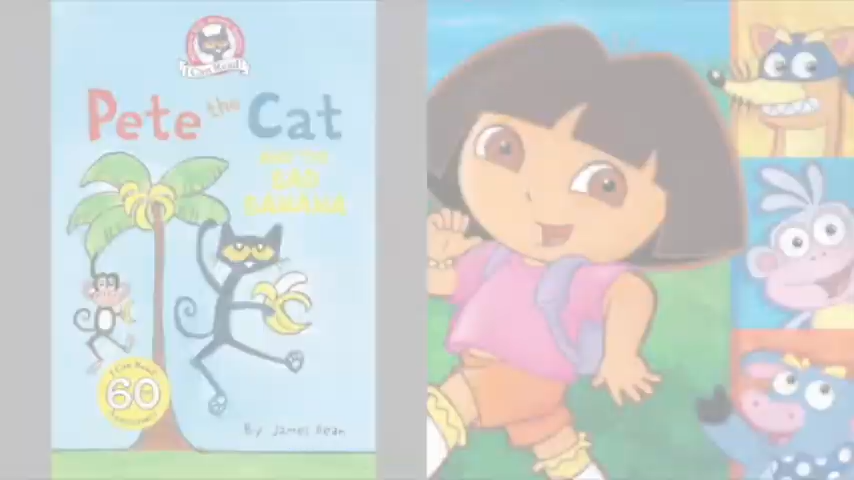 I Can Read!
Pete the Cat
AND THE
BAD
BANANA
I Can Read!
60
By James Dean